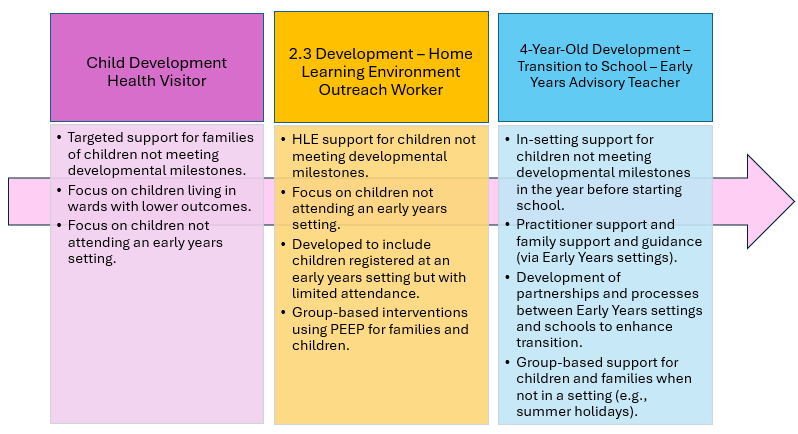 Child Development
Health Visitor
• Targeted support for families
of children not meeting
developmental milestones.
• Focus on children living in
wards with lower outcomes.
• Focus on children not
attending an early years
setting.
2.3 Development – Home
Learning Environment
Outreach Worker
• HLE support for children not
meeting developmental
milestones.
• Focus on children not
attending an early years
setting.
• Developed to include
children registered at an
early years setting but with
limited attendance.
• Group-based interventions
using PEEP for families and
children.
4-Year-Old Development –
Transition to School – Early
Years Advisory Teacher
• In-setting support for
children not meeting
developmental milestones
in the year before starting
school.
• Practitioner support and
family support and guidance
(via Early Years settings).
• Development of
partnerships and processes
between Early Years settings
and schools to enhance
transition.
• Group-based support for
children and families when
not in a setting (e.g.,
summer holidays).